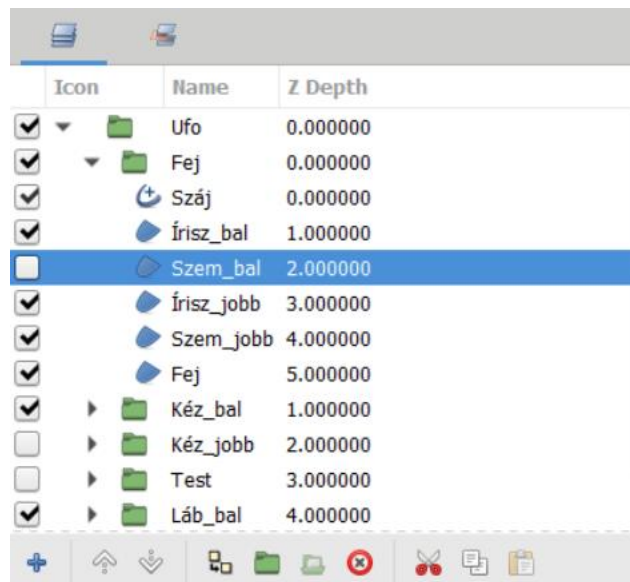 Icon Name Z Depth
Ufo 0.000000
Fej 0.000000
Száj 0.000000
Írisz_bal 1.000000
Szem_bal 2.000000
Írisz_jobb 3.000000
Szem_jobb 4.000000
Fej 5.000000
Kéz_bal 1.000000
Kéz_jobb 2.000000
Test 3.000000
Láb_bal 4.000000